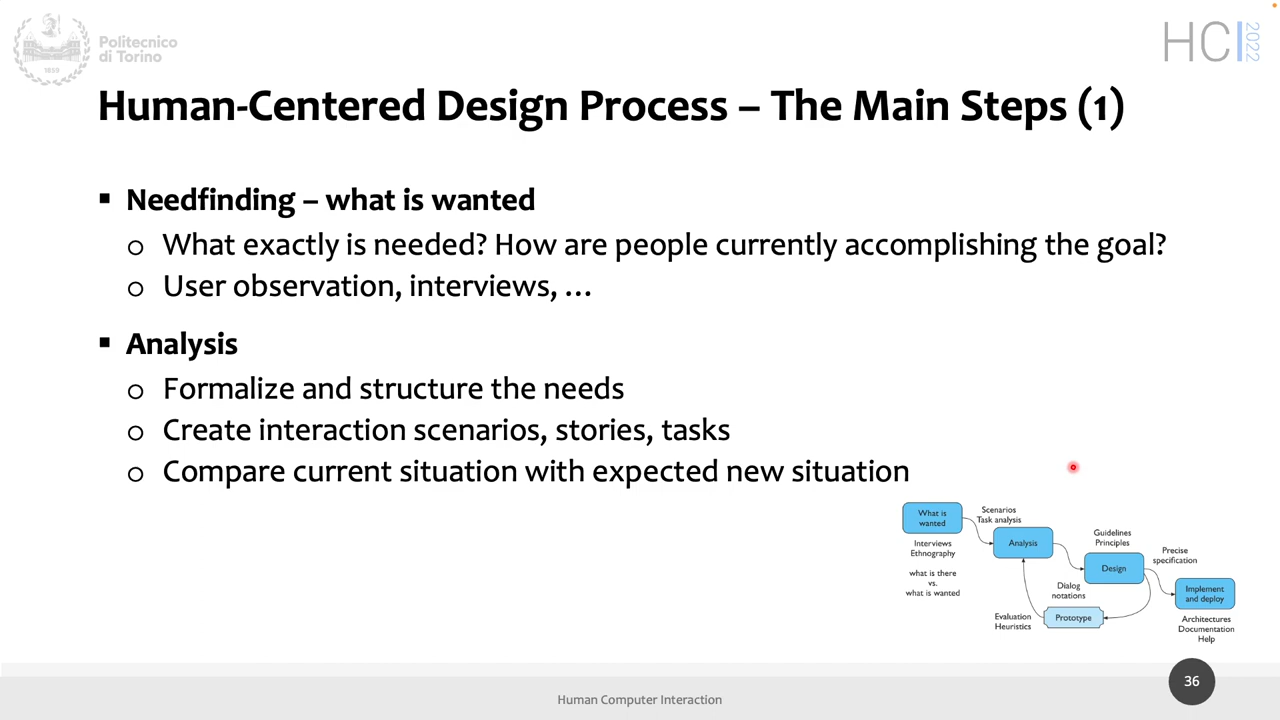 Politecnico
di Torino
1859
HCI
2022
Human-Centered Design Process – The Main Steps (1)
▪ Needfinding – what is wanted
o What exactly is needed? How are people currently accomplishing the goal?
o User observation, interviews, …
▪ Analysis
o Formalize and structure the needs
o Create interaction scenarios, stories, tasks
o Compare current situation with expected new situation
What is
wanted
Interviews
Ethnography
what is there
vs.
what is wanted
Scenarios
Task analysis
Analysis
Guidelines
Principles
Design
Dialog
notations
Precise
specification
Implement
and deploy
Architectures
Documentation
Help
Prototype
Evaluation
Heuristics
Human Computer Interaction
36